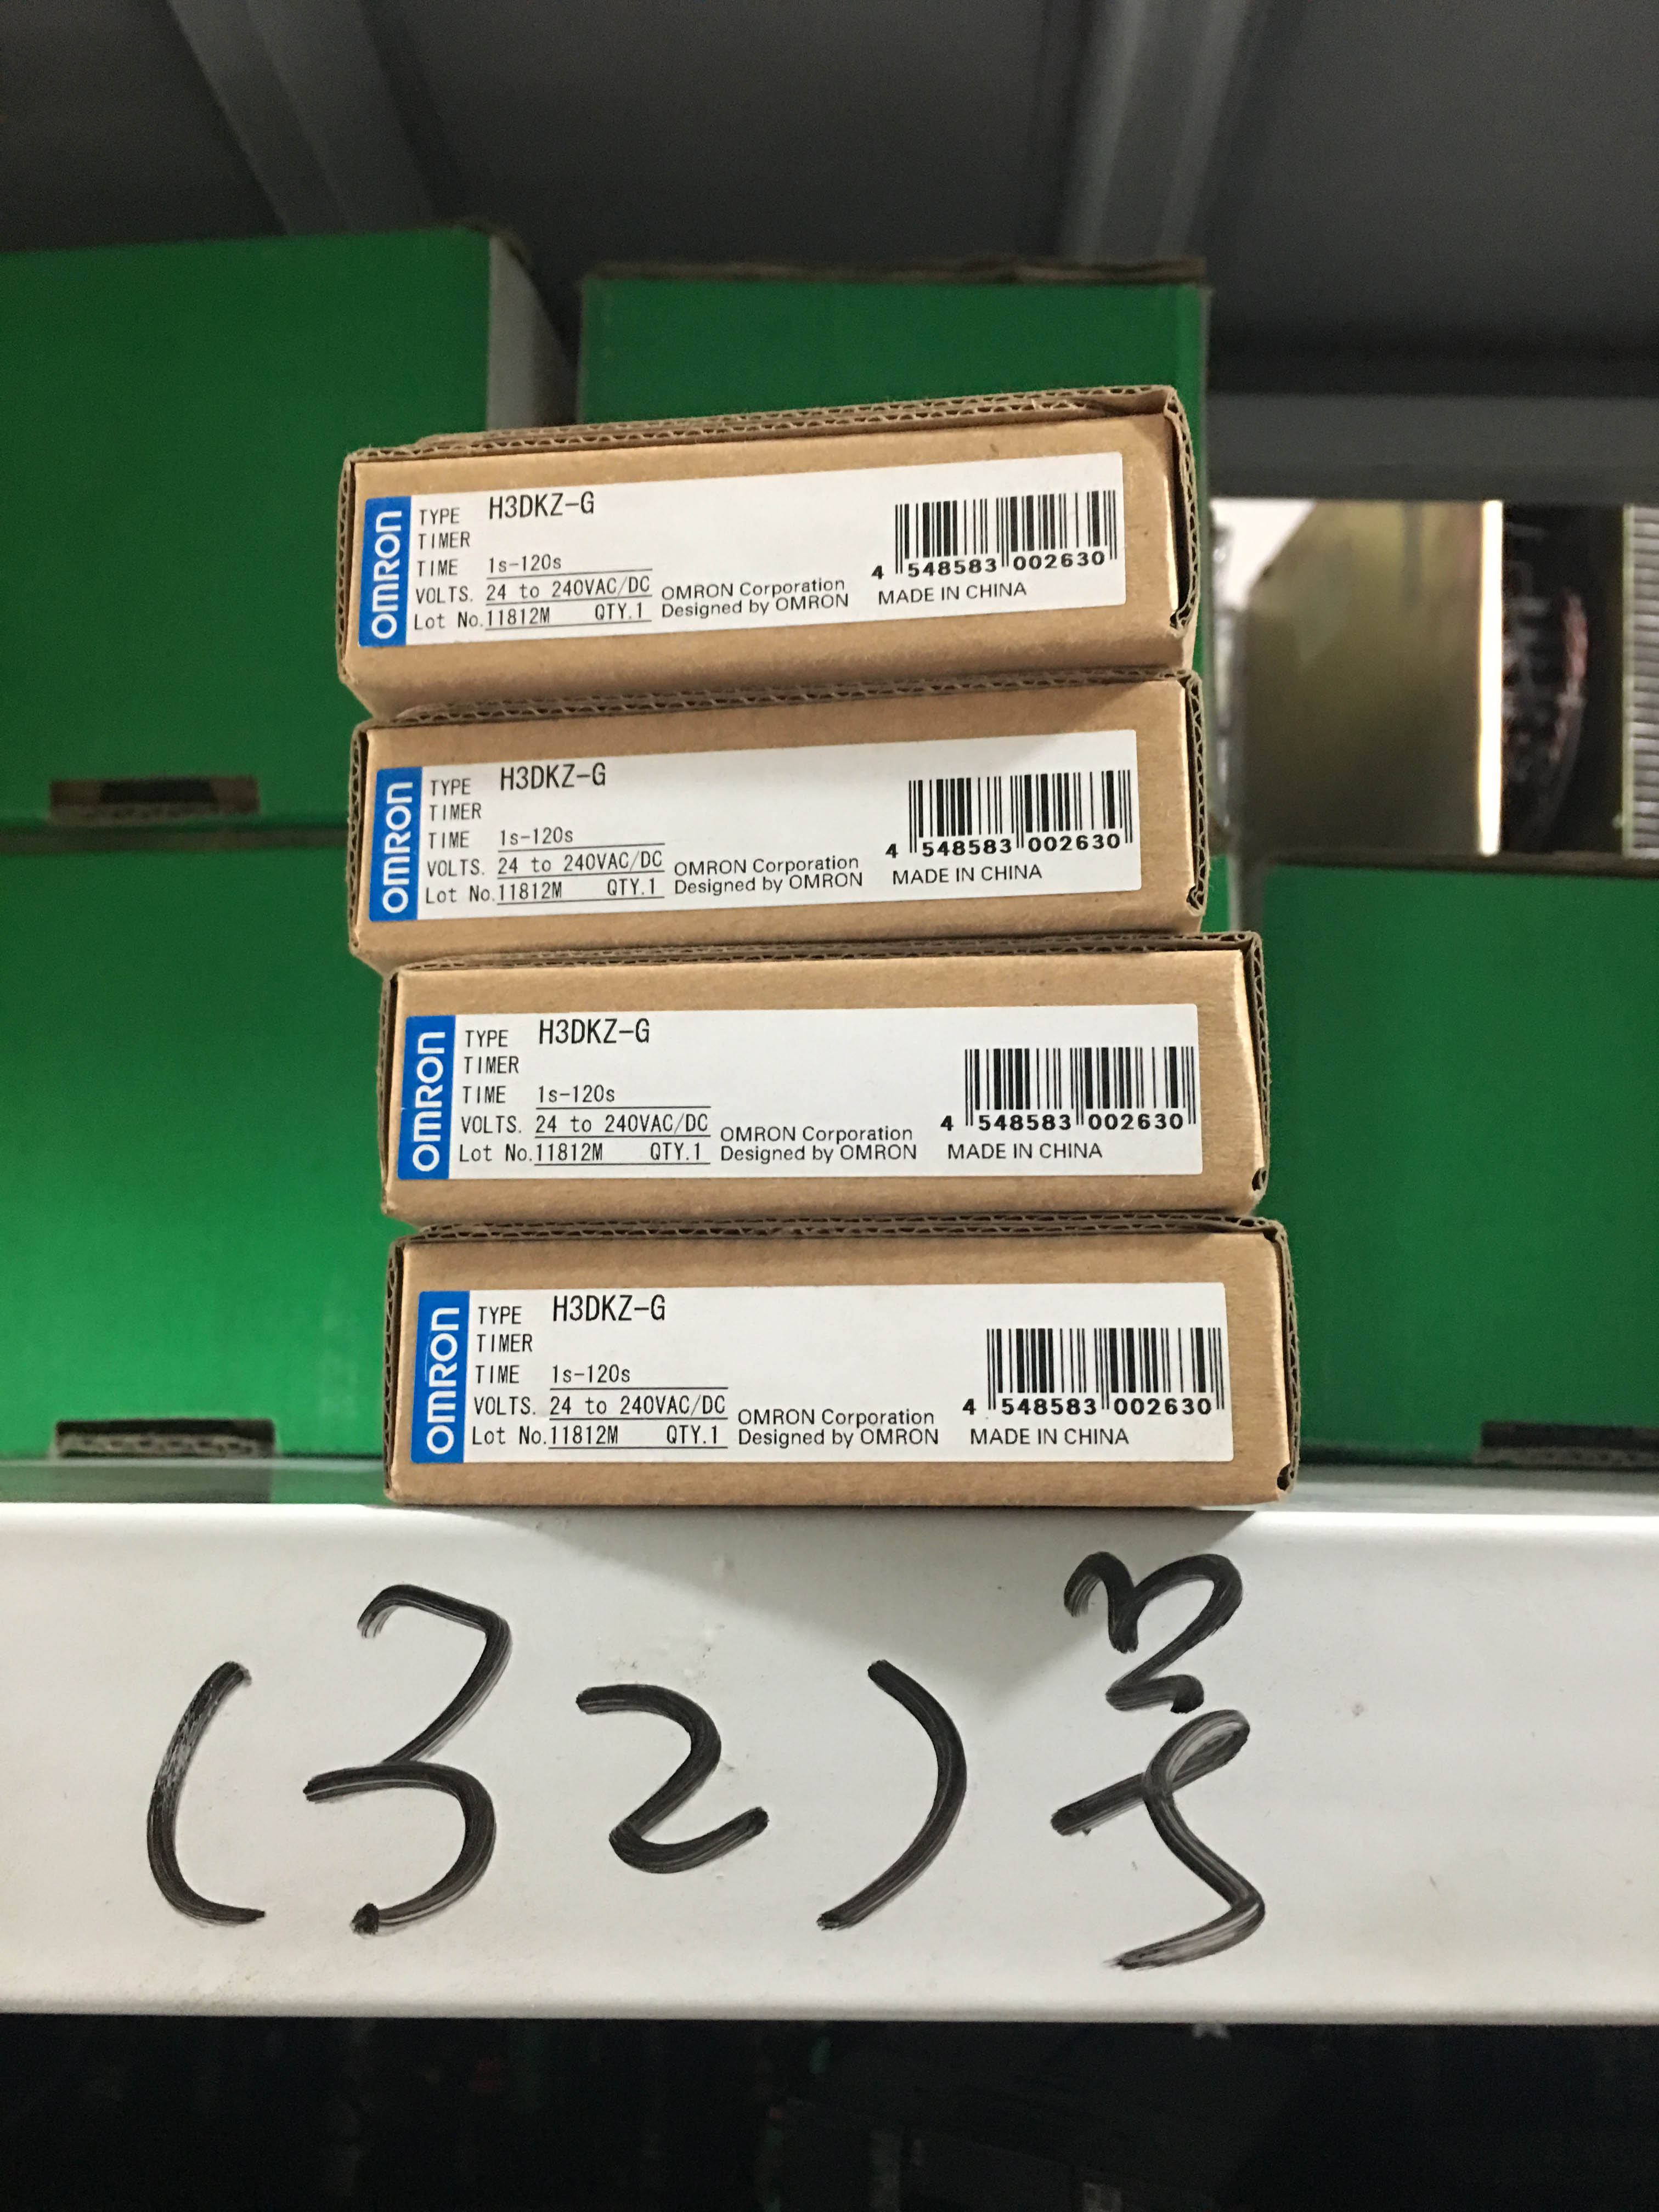 OMRON
TYPE H3DKZ-G
TIMER
TIME 1s-120s
VOLTS. 24 to 240VAC/DC
Lot No.11812M QTY.1
OMRON Corporation
Designed by OMRON
4 548583 002630
MADE IN CHINA
OMRON
TYPE H3DKZ-G
TIMER
TIME 1s-120s
VOLTS. 24 to 240VAC/DC
Lot No.11812M QTY.1
OMRON Corporation
Designed by OMRON
4 548583 002630
MADE IN CHINA
OMRON
TYPE H3DKZ-G
TIMER
TIME 1s-120s
VOLTS. 24 to 240VAC/DC
Lot No.11812M QTY.1
OMRON Corporation
Designed by OMRON
4 548583 002630
MADE IN CHINA
OMRON
TYPE H3DKZ-G
TIMER
TIME 1s-120s
VOLTS. 24 to 240VAC/DC
Lot No.11812M QTY.1
OMRON Corporation
Designed by OMRON
4 548583 002630
MADE IN CHINA
(32)号